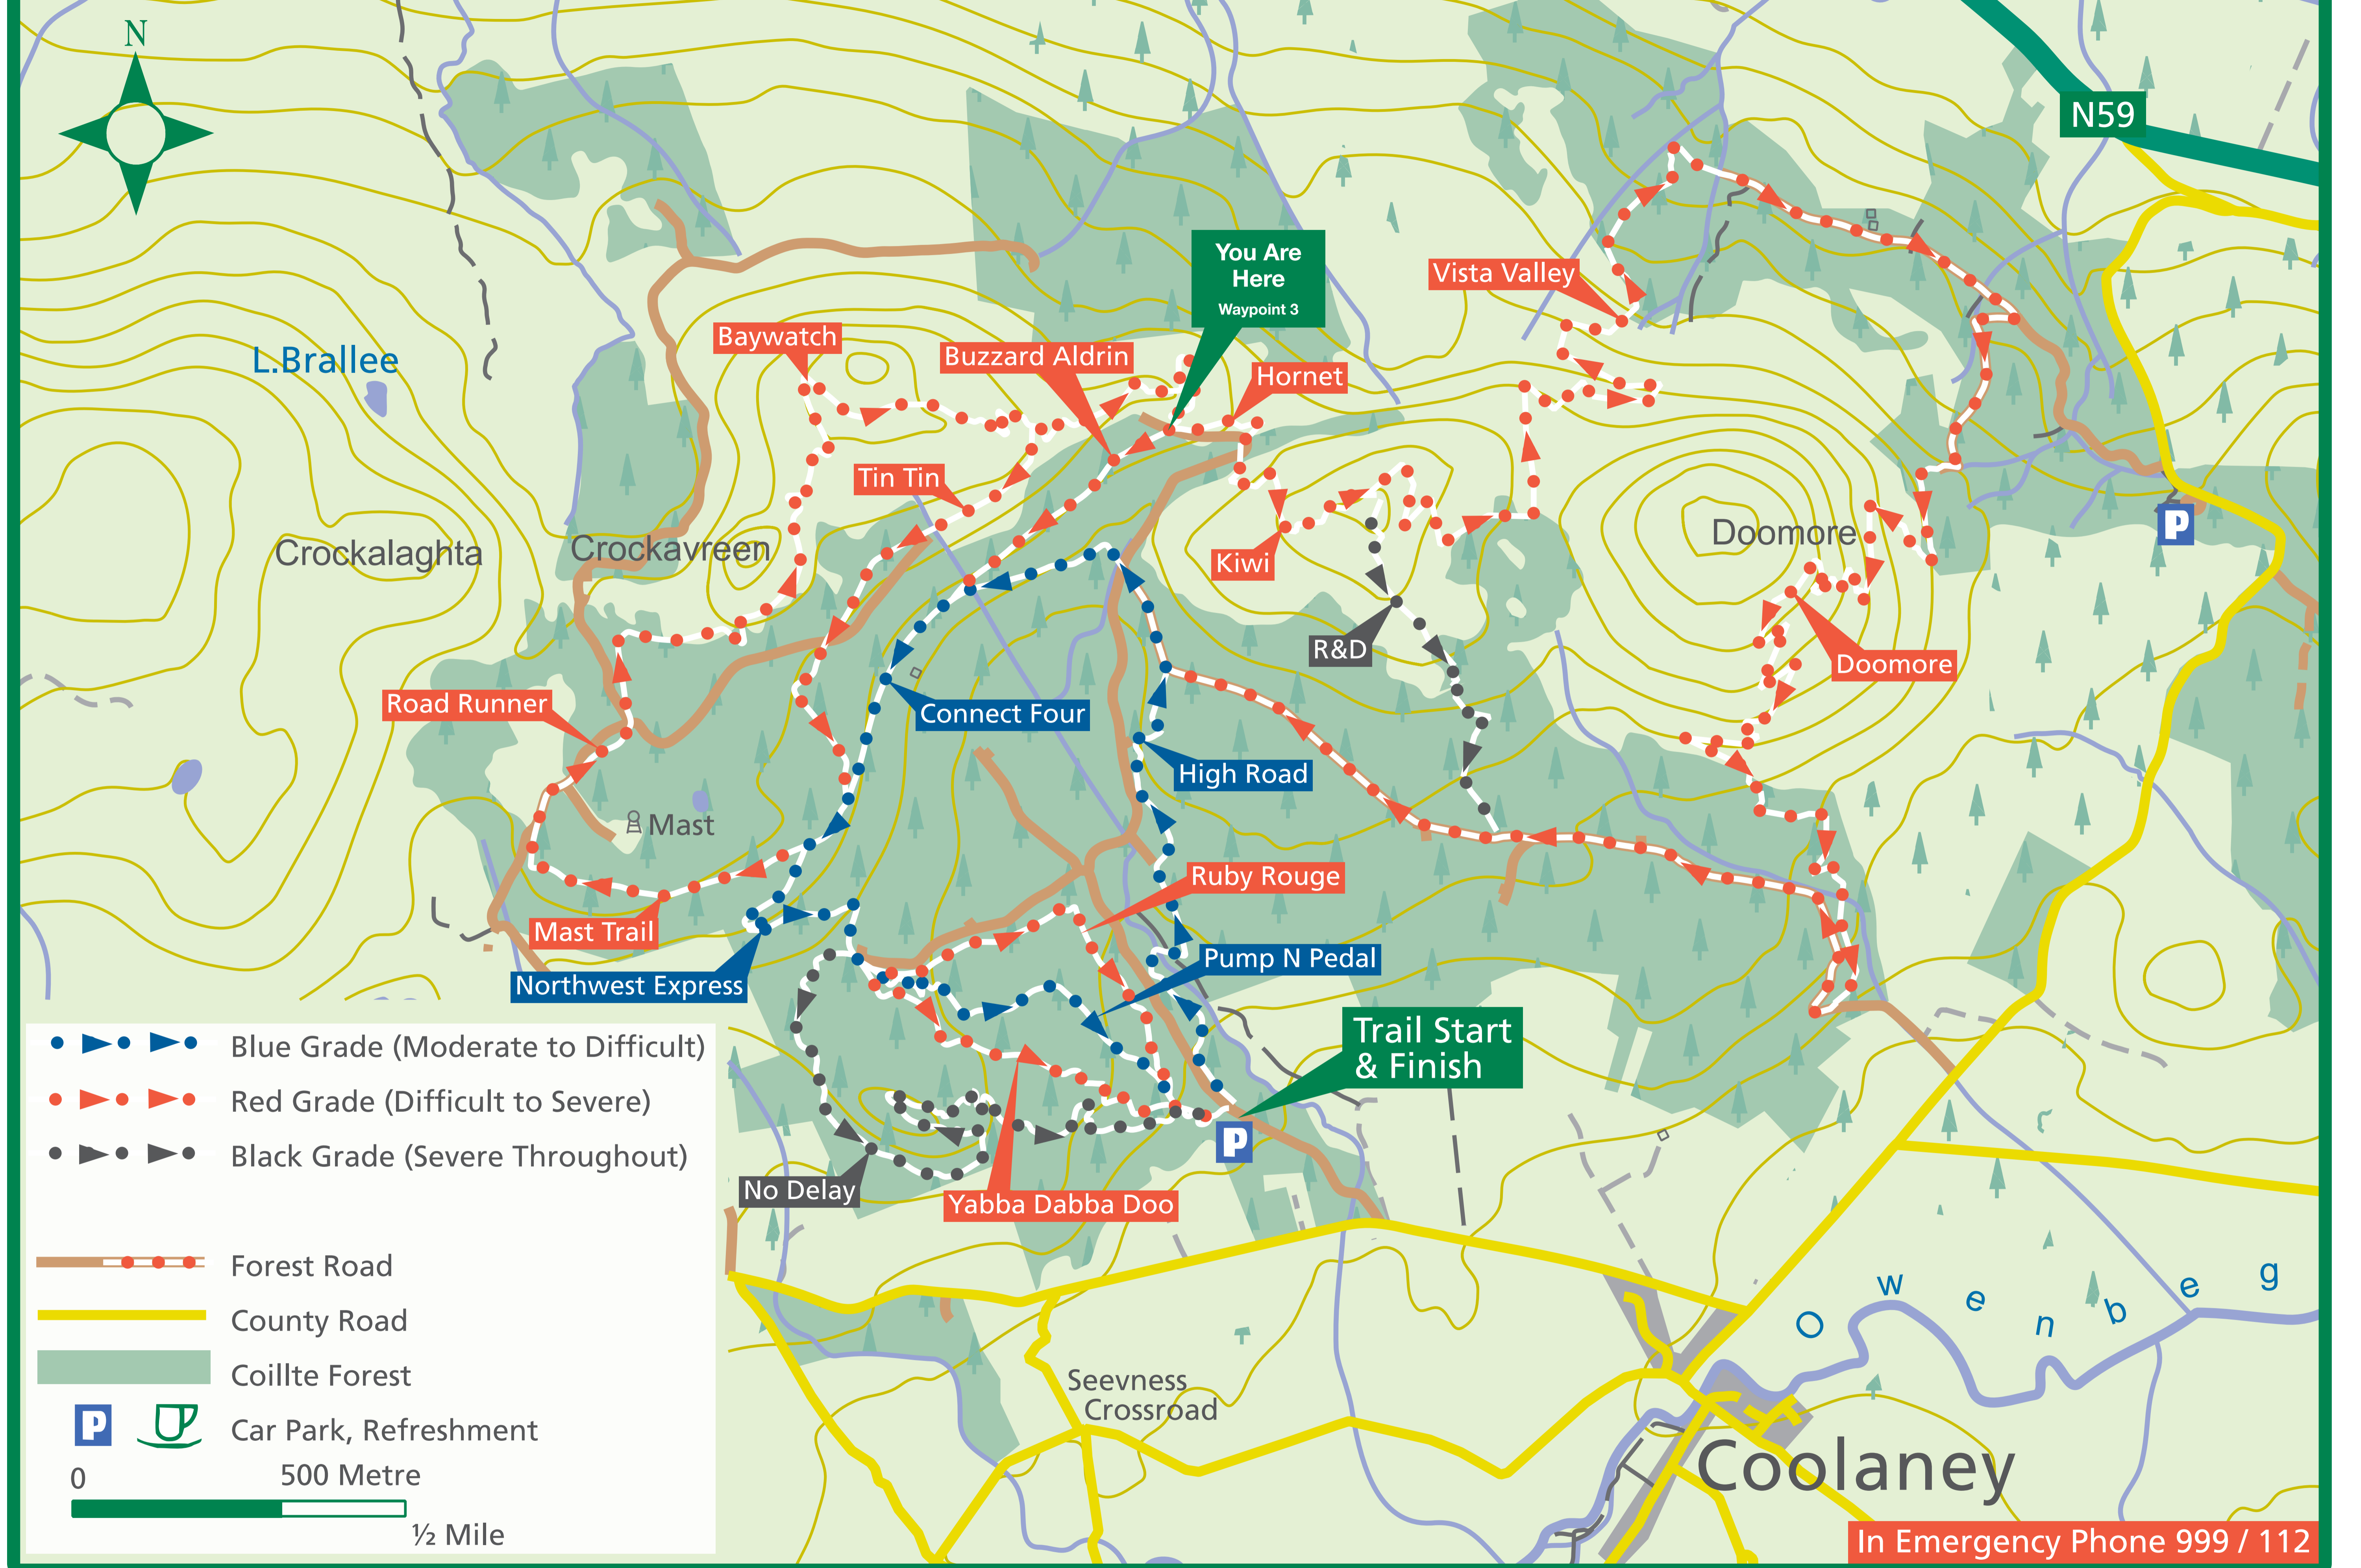 N
N59
You Are
Here
Waypoint 3
Vista Valley
Baywatch
L.Brallee
Buzzard Aldrin
Hornet
Tin Tin
Doomore
Crockalaghta
Crockavreen
Kiwi
P
R&D
Doomore
Road Runner
Connect Four
High Road
Mast
Ruby Rouge
Mast Trail
Pump N Pedal
Northwest Express
Trail Start
& Finish
P
No Delay
Yabba Dabba Doo
Blue Grade (Moderate to Difficult)
Red Grade (Difficult to Severe)
Black Grade (Severe Throughout)
Forest Road
County Road
Coillte Forest
P
Car Park, Refreshment
0
500 Metre
½ Mile
Owenbeg
Seevness
Crossroad
Coolaney
In Emergency Phone 999 / 112